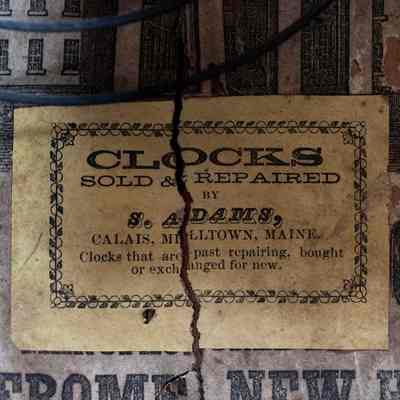 CLOCKS
SOLD & REPAIRED
BY
S. ADAMS,
CALAIS, MILLTOWN, MAINE.
Clocks that are past repairing, bought
or exchanged for new.
NEW H